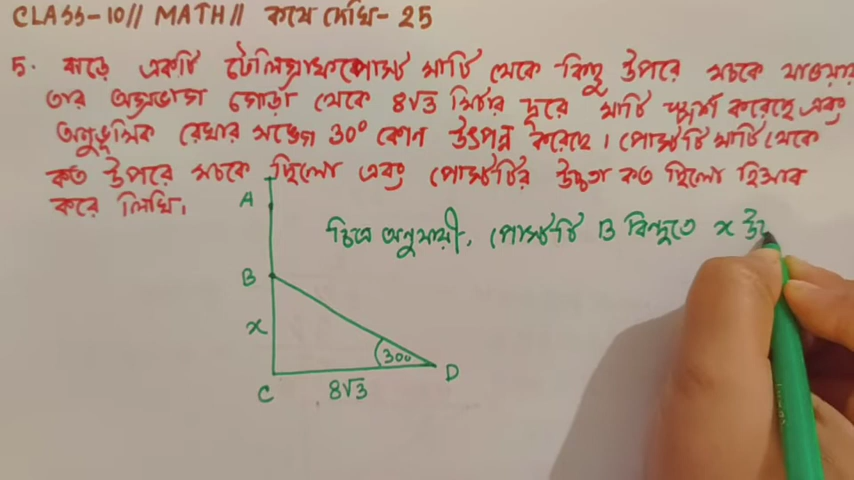 CLASS-10// MATH// কষে দেখি- 25
5. ঝড়ে একটি টেলিগ্রাফপোস্ট মাটি থেকে কিছু উপরে মচকে যাওয়ায়
তার অগ্রভাগ গোড়া থেকে 8√3 মিটার দূরে মাটি স্পর্শ করেছে এবং
অনুভূমিক রেখার সঙ্গে 30° কোন উৎপন্ন করেছে। পোস্টটি মাটি থেকে
কত উপরে মচকে ছিলো এবং পোস্টটির উচ্চতা কত ছিলো হিসাব
করে লিখি।
A
চিত্র অনুযায়ী, পোস্টটি B বিন্দুতে x
B
x
30°
C
8√3
D